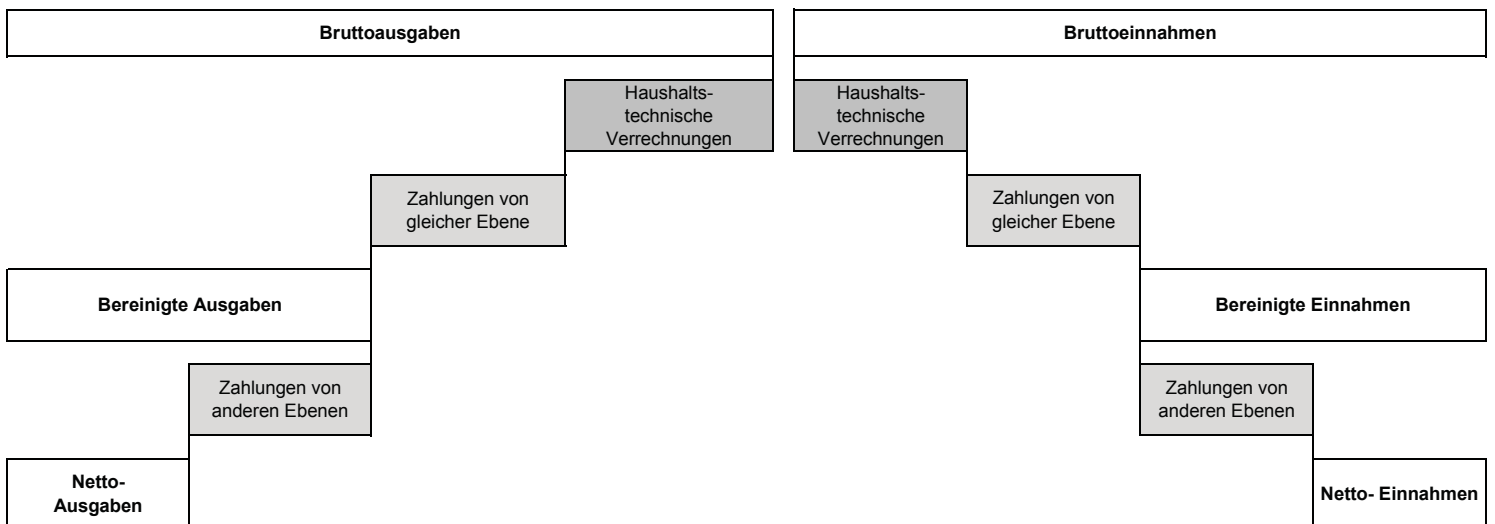 Bruttoausgaben
Bruttoeinnahmen
Haushalts-
technische
Verrechnungen
Haushalts-
technische
Verrechnungen
Zahlungen von
gleicher Ebene
Zahlungen von
gleicher Ebene
Bereinigte Ausgaben
Bereinigte Einnahmen
Zahlungen von
anderen Ebenen
Zahlungen von
anderen Ebenen
Netto-
Ausgaben
Netto- Einnahmen